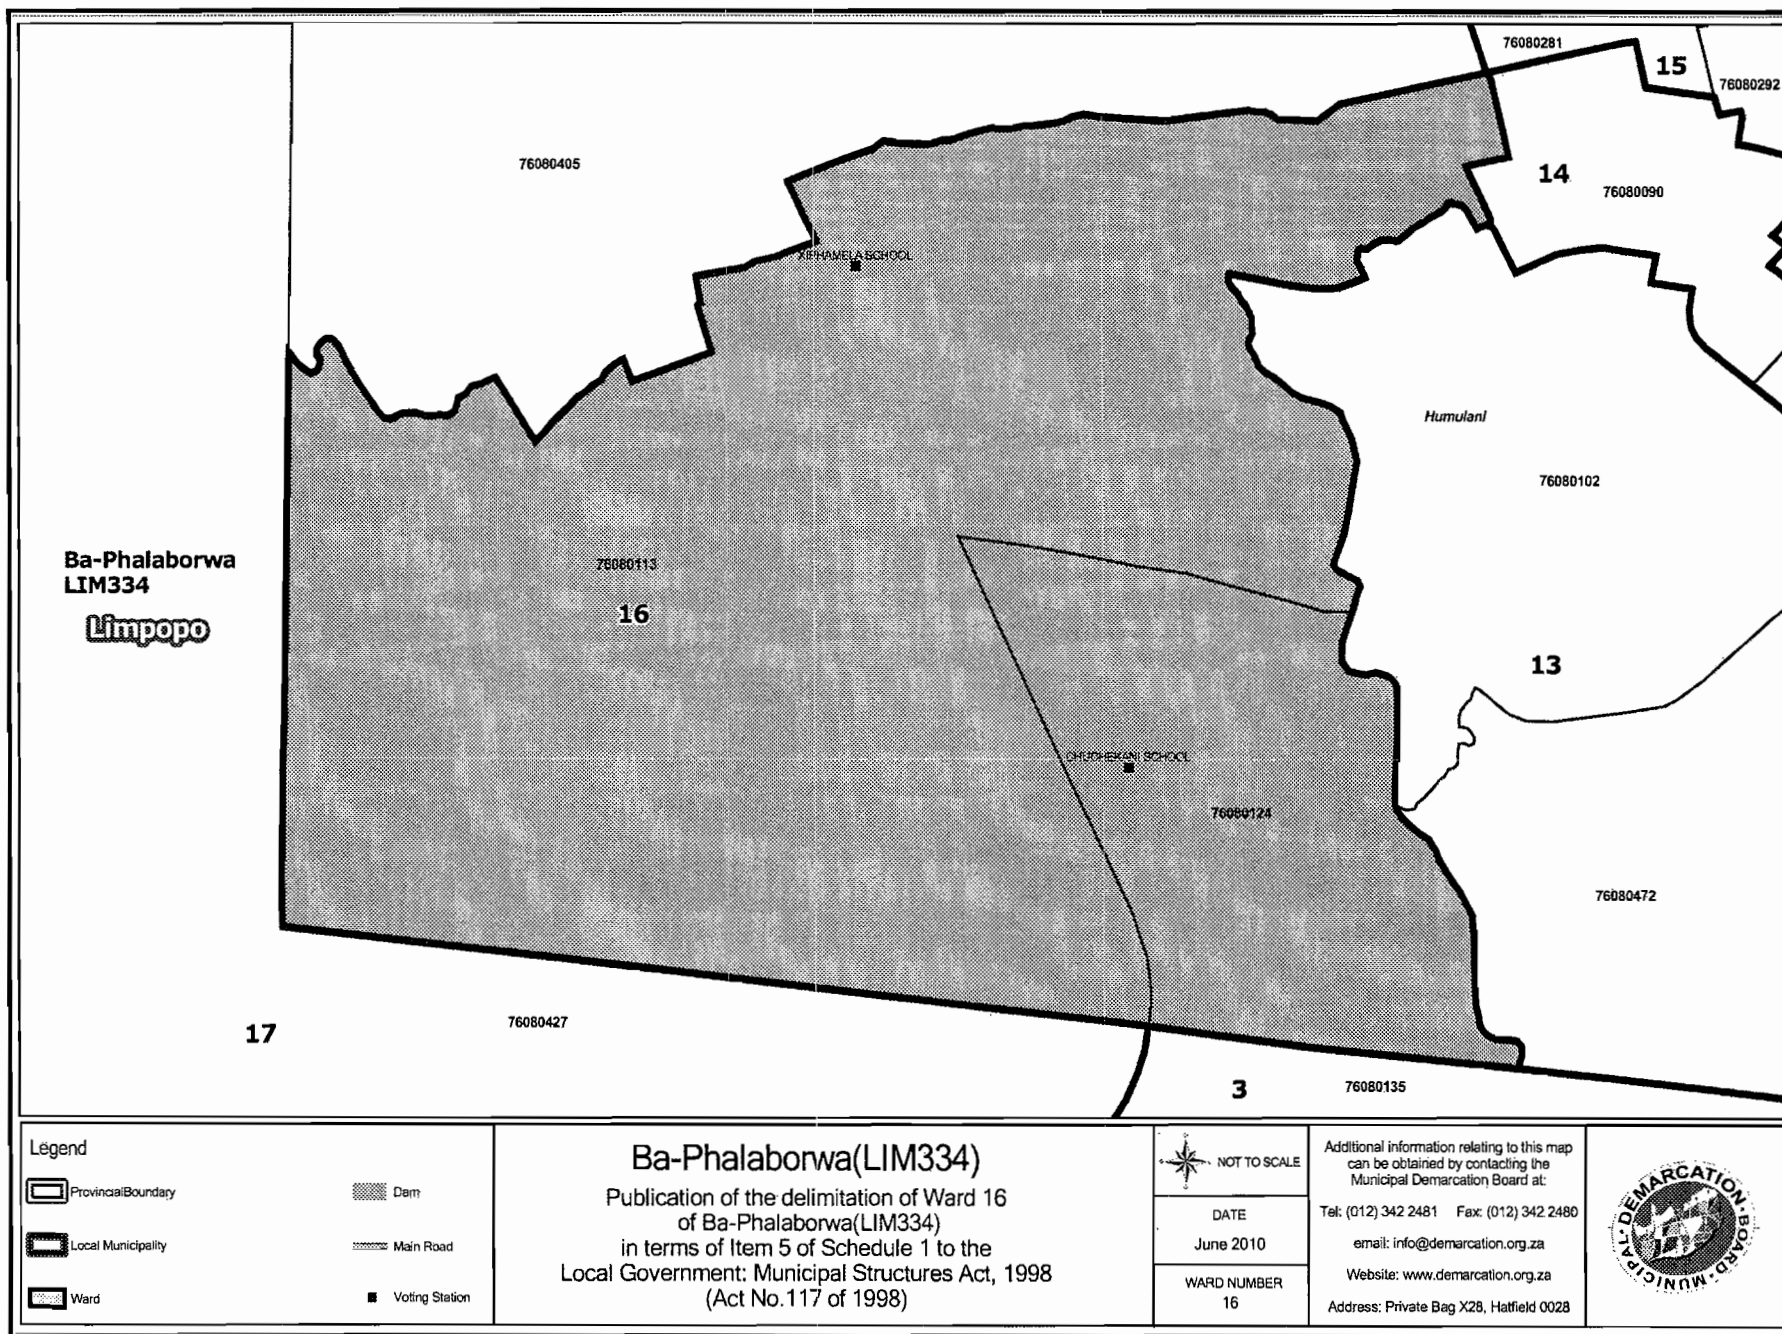 76080281
15
76080292
76080405
14
76080090
XIPHAMELA SCHOOL
Humulani
76080102
Ba-Phalaborwa
LIM334
Limpopo
76080113
16
13
CHUCHEKANI SCHOOL
76080124
76080472
17
76080427
3
76080135
Legend
ProvincialBoundary
Local Municipality
Ward
Dam
Main Road
Voting Station
Ba-Phalaborwa(LIM334)
Publication of the delimitation of Ward 16
of Ba-Phalaborwa(LIM334)
in terms of Item 5 of Schedule 1 to the
Local Government: Municipal Structures Act, 1998
(Act No.117 of 1998)
NOT TO SCALE
DATE
June 2010
WARD NUMBER
16
Additional information relating to this map
can be obtained by contacting the
Municipal Demarcation Board at:
Tel: (012) 342 2481 Fax: (012) 342 2480
email: info@demarcation.org.za
Website: www.demarcation.org.za
Address: Private Bag X28, Hatfield 0028
MUNICIPAL · DEMARCATION · BOARD